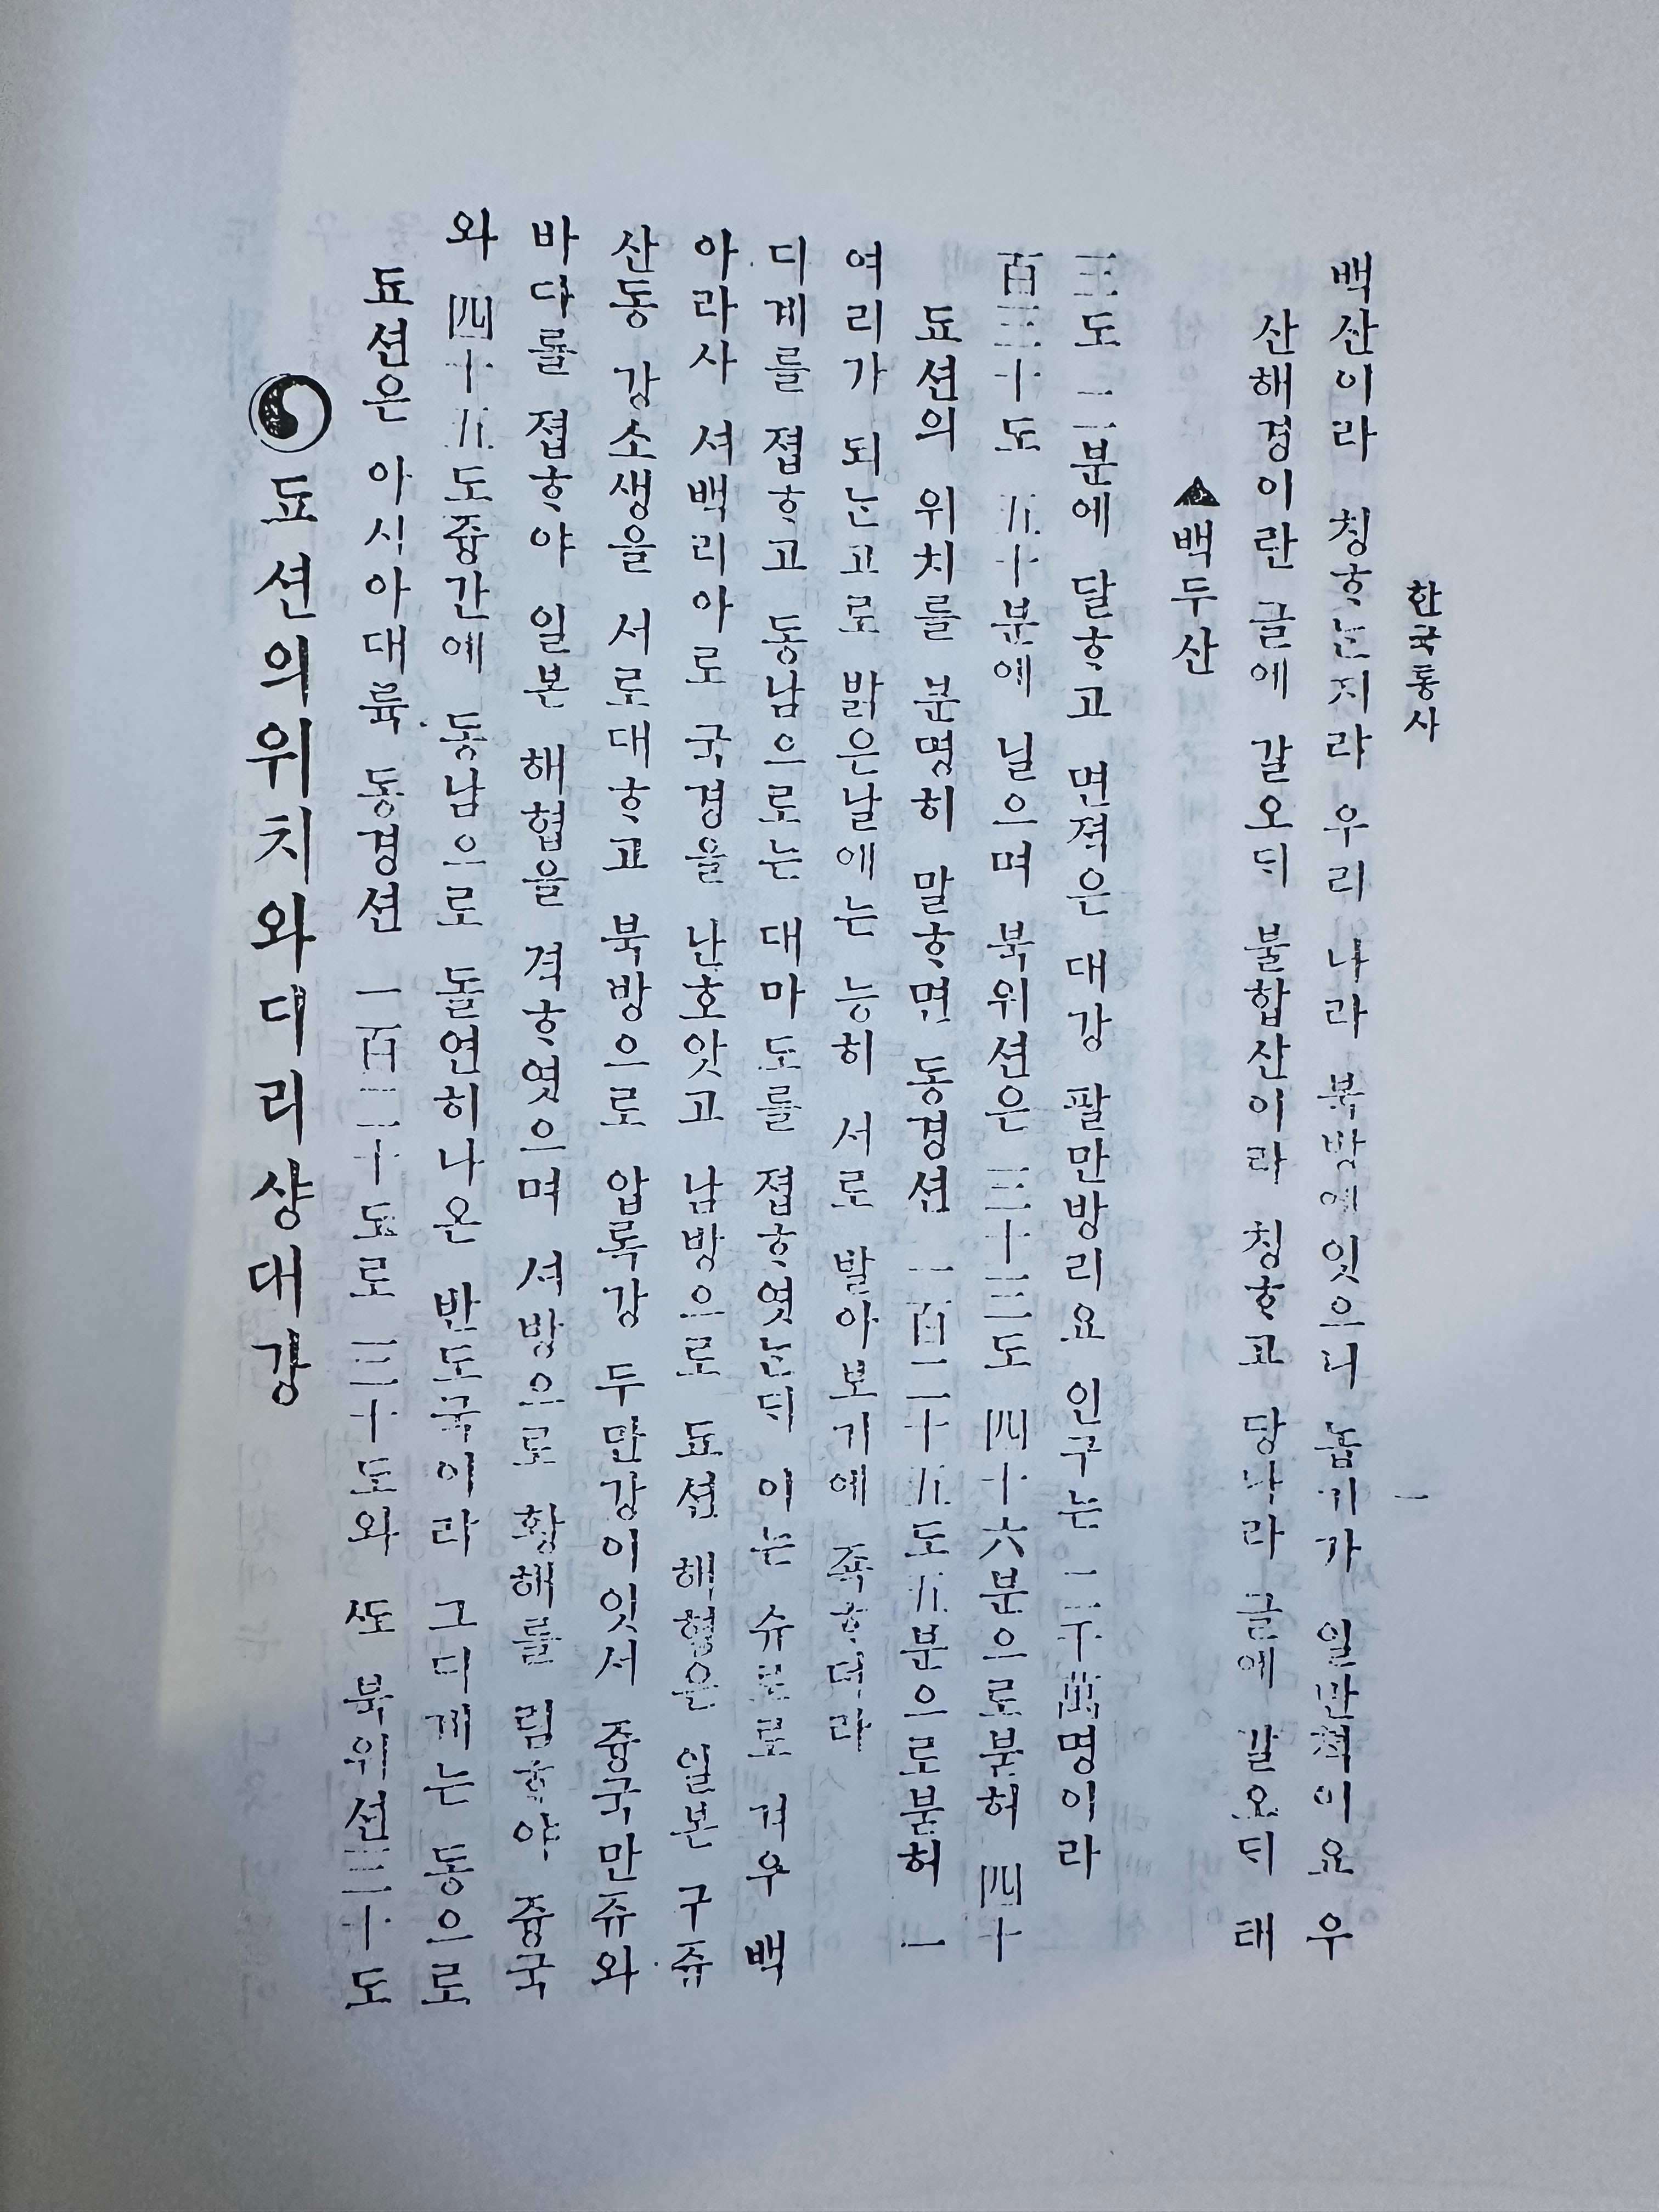 됴션의위치와디리샹대강
됴션은 아시아대륙 동경션 一百二十도로 三十도와 ᄯᅩ 북위션三十도
와 四十五도즁간에 동남으로 돌연히나온 반도국이라 그디계는 동으로
바다를 졉ᄒᆞ야 일본 해협을 격ᄒᆞ엿으며 셔방으로 황해를 림ᄒᆞ야 즁국
산동 강소생을 서로대ᄒᆞ고 북방으로 압록강 두만강이잇셔 즁국만쥬와
아라사 셔백리아로 국경을 난호앗고 남방으로 됴션 해협은 일본 구쥬
디계를 졉ᄒᆞ고 동남으로는 대마도를 졉ᄒᆞ엿ᄂᆞᆫᄃᆡ 이는 슈로로 겨우 백
여리가 되ᄂᆞᆫ고로 밝은날에는 능히 서로 발아보기에 죡ᄒᆞ더라
됴션의 위치를 분명히 말ᄒᆞ면 동경션 一百二十五도五분으로붙허 一
百三十도 五十분에 닐으며 북위션은 三十三도 四十六분으로붙허 四十
三도 二분에 달ᄒᆞ고 면젹은 대강 팔만방리요 인구는 二千萬명이라
▲백두산
산해경이란 글에 갈오ᄃᆡ 불합산이라 칭ᄒᆞ고 당나라 글에 갈오ᄃᆡ 태
백산이라 칭ᄒᆞᄂᆞᆫ지라 우리 나라 북방에잇으니 놉기가 일만쳑이요 우
한국통사 一